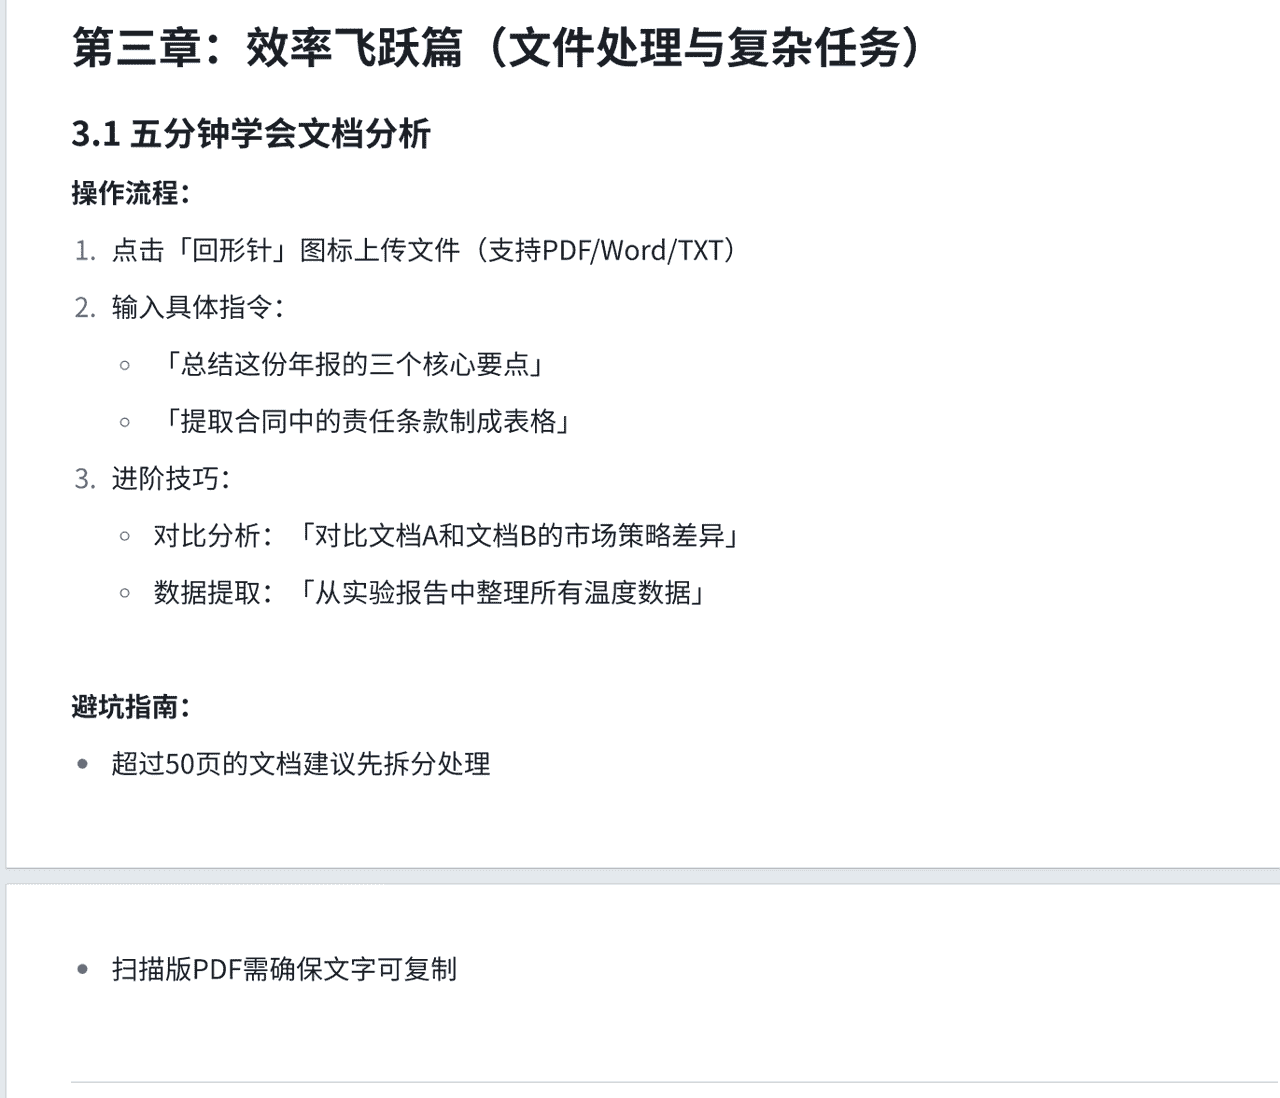 第三章：效率飞跃篇（文件处理与复杂任务）
3.1 五分钟学会文档分析
操作流程：
1. 点击「回形针」图标上传文件（支持PDF/Word/TXT）
2. 输入具体指令：
○ 「总结这份年报的三个核心要点」
○ 「提取合同中的责任条款制成表格」
3. 进阶技巧：
○ 对比分析：「对比文档A和文档B的市场策略差异」
○ 数据提取：「从实验报告中整理所有温度数据」
避坑指南：
• 超过50页的文档建议先拆分处理
• 扫描版PDF需确保文字可复制